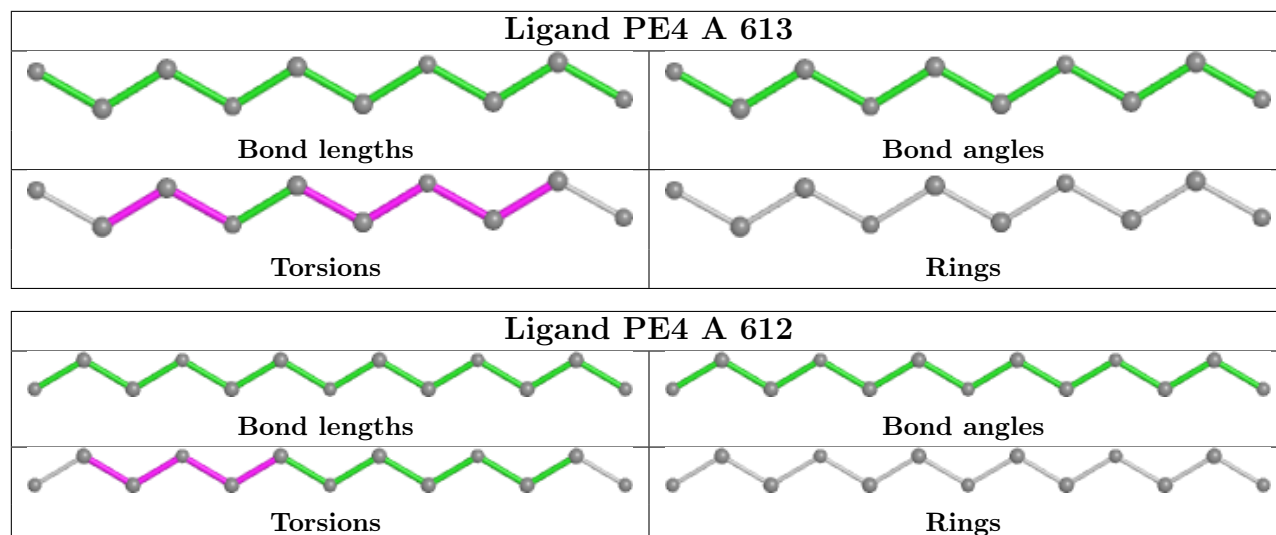 Ligand PE4 A 613
Bond lengths
Bond angles
Torsions
Rings
Ligand PE4 A 612
Bond lengths
Bond angles
Torsions
Rings